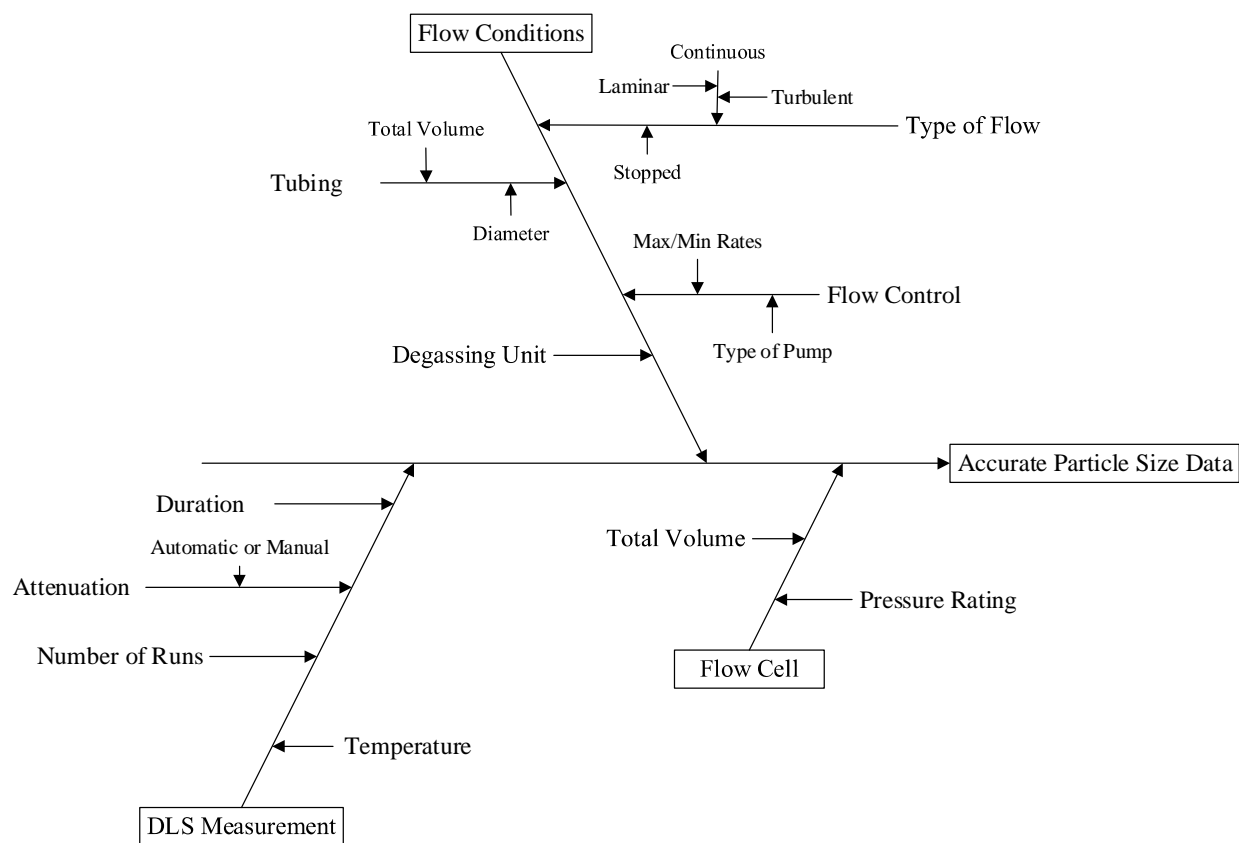 Flow Conditions
Continuous
Laminar
Turbulent
Total Volume
Type of Flow
Stopped
Tubing
Diameter
Max/Min Rates
Flow Control
Type of Pump
Degassing Unit
Accurate Particle Size Data
Duration
Total Volume
Automatic or Manual
Attenuation
Pressure Rating
Number of Runs
Flow Cell
Temperature
DLS Measurement